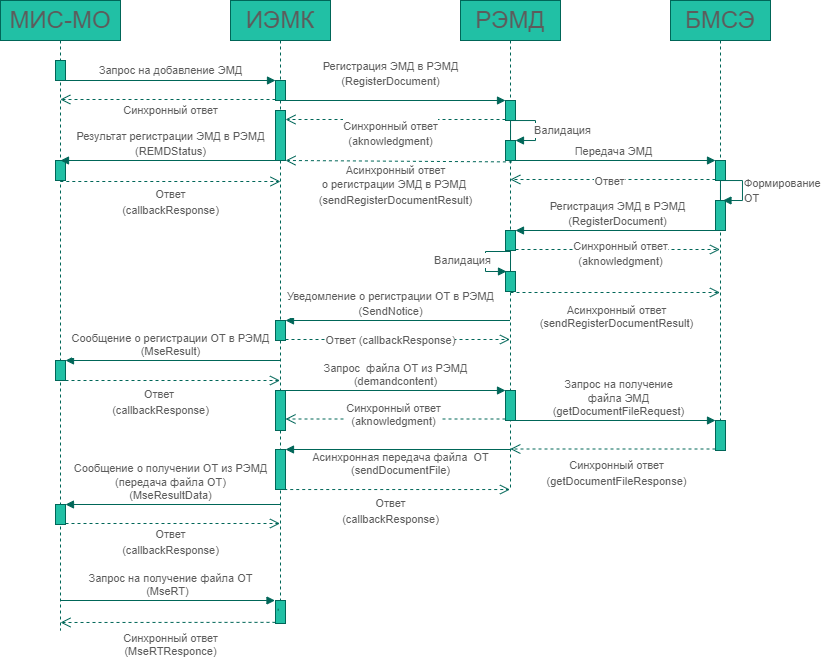 МИС-МО
ИЭМК
РЭМД
БМСЭ
Запрос на добавление ЭМД
Регистрация ЭМД в РЭМД
(RegisterDocument)
Синхронный ответ
Синхронный ответ
(aknowledgment)
Валидация
Результат регистрации ЭМД в РЭМД
(REMDStatus)
Передача ЭМД
Асинхронный ответ
о регистрации ЭМД в РЭМД
(sendRegisterDocumentResult)
Ответ
(callbackResponse)
Ответ
Формирование
ОТ
Регистрация ЭМД в РЭМД
(RegisterDocument)
Синхронный ответ
(aknowledgment)
Валидация
Асинхронный ответ
(sendRegisterDocumentResult)
Уведомление о регистрации ОТ в РЭМД
(SendNotice)
Ответ (callbackResponse)
Сообщение о регистрации ОТ в РЭМД
(MseResult)
Ответ
(callbackResponse)
Запрос файла ОТ из РЭМД
(demandcontent)
Запрос на получение
файла ЭМД
(getDocumentFileRequest)
Синхронный ответ
(aknowledgment)
Асинхронная передача файла ОТ
(sendDocumentFile)
Синхронный ответ
(getDocumentFileResponse)
Сообщение о получении ОТ из РЭМД
(передача файла ОТ)
(MseResultData)
Ответ
(callbackResponse)
Ответ
(callbackResponse)
Запрос на получение файла ОТ
(MseRT)
Синхронный ответ
(MseRTResponce)